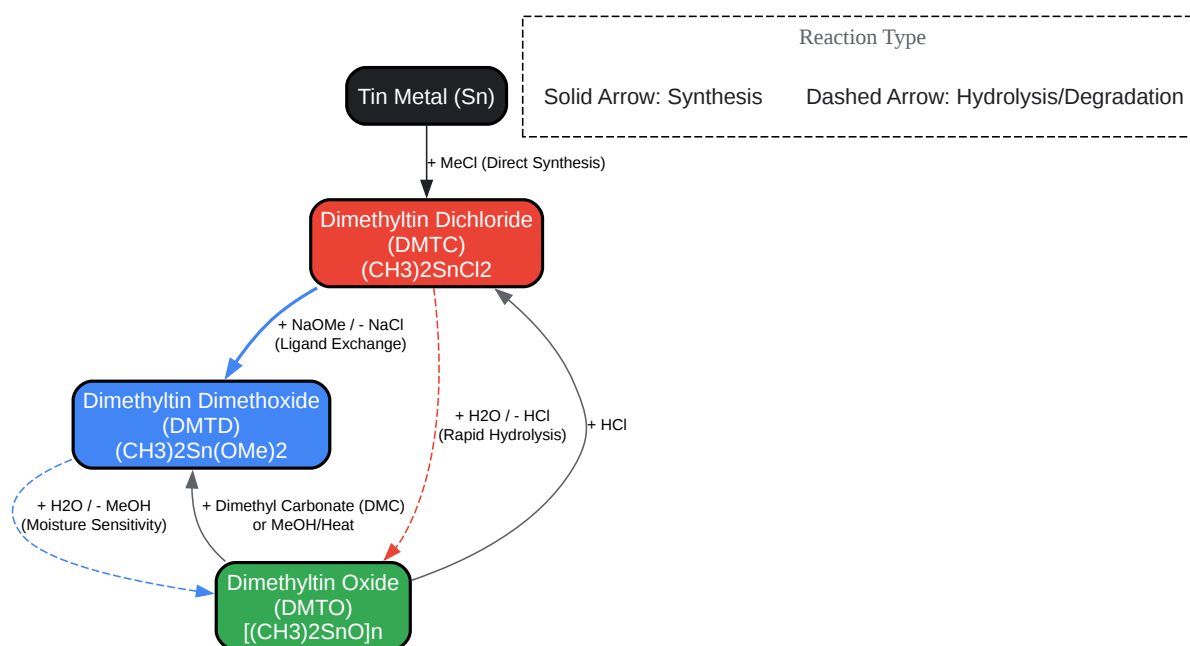 Reaction Type
Solid Arrow: Synthesis
Dashed Arrow: Hydrolysis/Degradation
Tin Metal (Sn)
+ MeCl (Direct Synthesis)
Dimethyltin Dichloride
(DMTC)
(CH3)2SnCl2
+ NaOMe / - NaCl
(Ligand Exchange)
Dimethyltin Dimethoxide
(DMTD)
(CH3)2Sn(OMe)2
+ H2O / - HCl
(Rapid Hydrolysis)
+ HCl
+ H2O / - MeOH
(Moisture Sensitivity)
+ Dimethyl Carbonate (DMC)
or MeOH/Heat
Dimethyltin Oxide
(DMTO)
[(CH3)2SnO]n